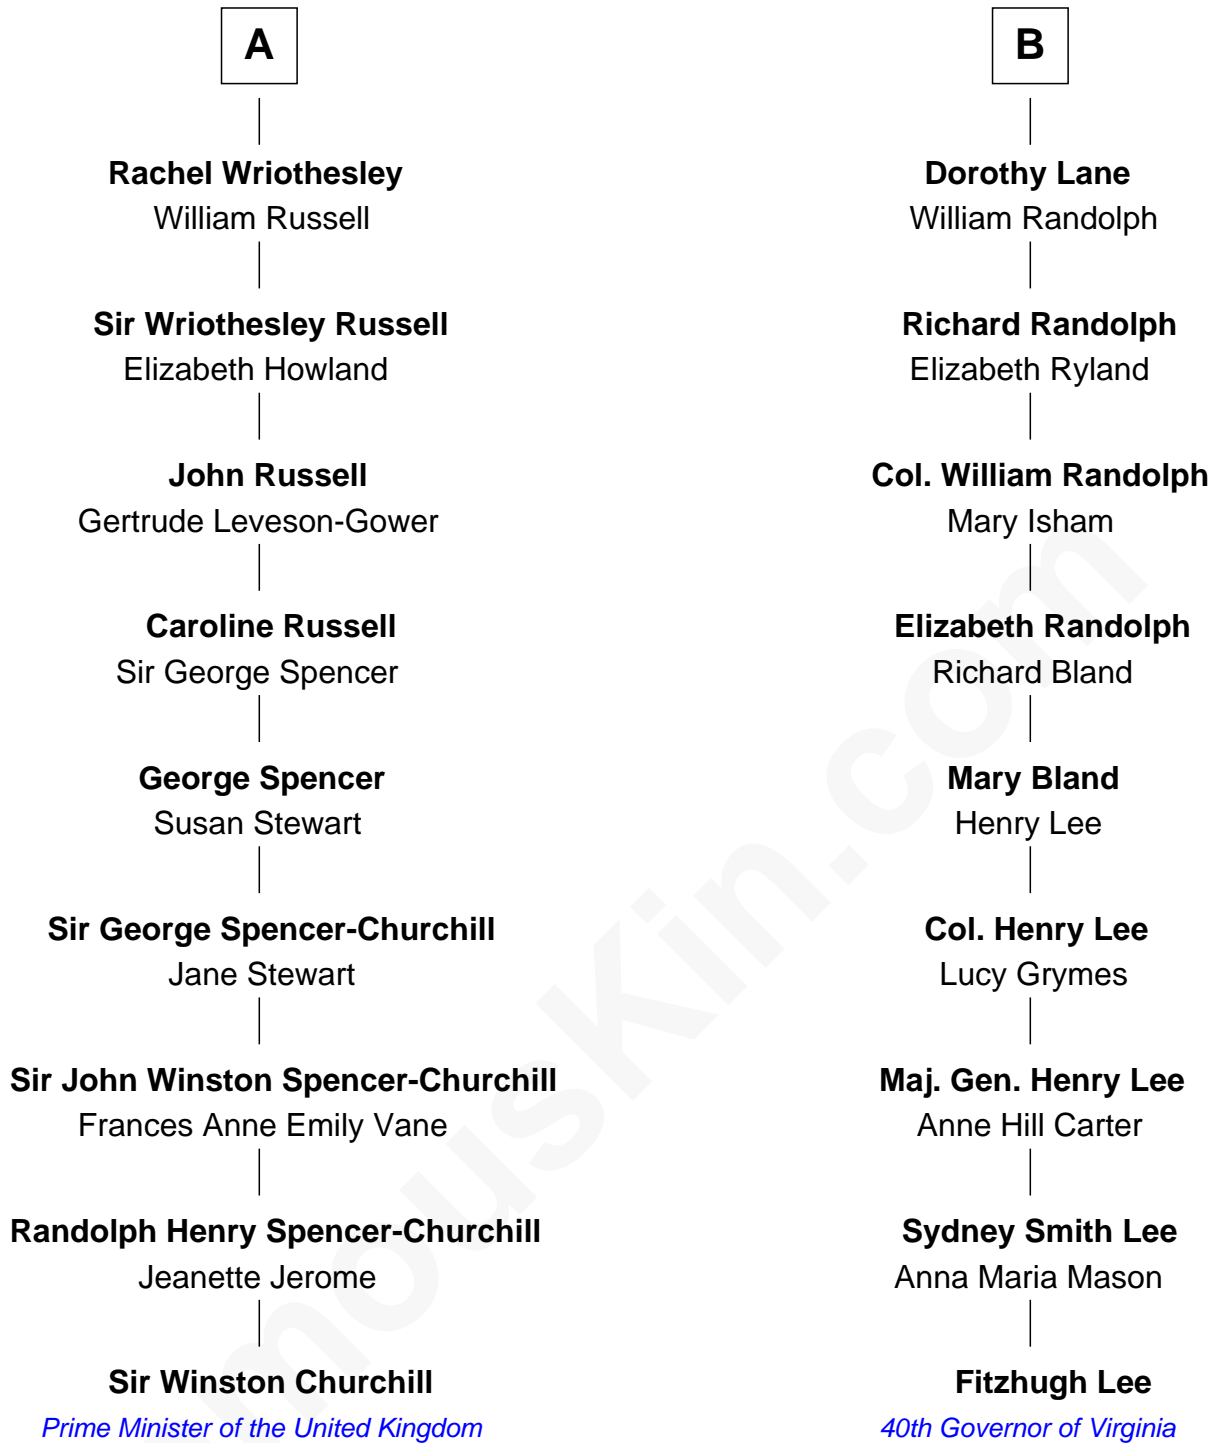 A
Rachel Wriothesley
William Russell
Sir Wriothesley Russell
Elizabeth Howland
John Russell
Gertrude Leveson-Gower
Caroline Russell
Sir George Spencer
George Spencer
Susan Stewart
Sir George Spencer-Churchill
Jane Stewart
Sir John Winston Spencer-Churchill
Frances Anne Emily Vane
Randolph Henry Spencer-Churchill
Jeanette Jerome
Sir Winston Churchill
Prime Minister of the United Kingdom
B
Dorothy Lane
William Randolph
Richard Randolph
Elizabeth Ryland
Col. William Randolph
Mary Isham
Elizabeth Randolph
Richard Bland
Mary Bland
Henry Lee
Col. Henry Lee
Lucy Grymes
Maj. Gen. Henry Lee
Anne Hill Carter
Sydney Smith Lee
Anna Maria Mason
Fitzhugh Lee
40th Governor of Virginia
mousKin.com